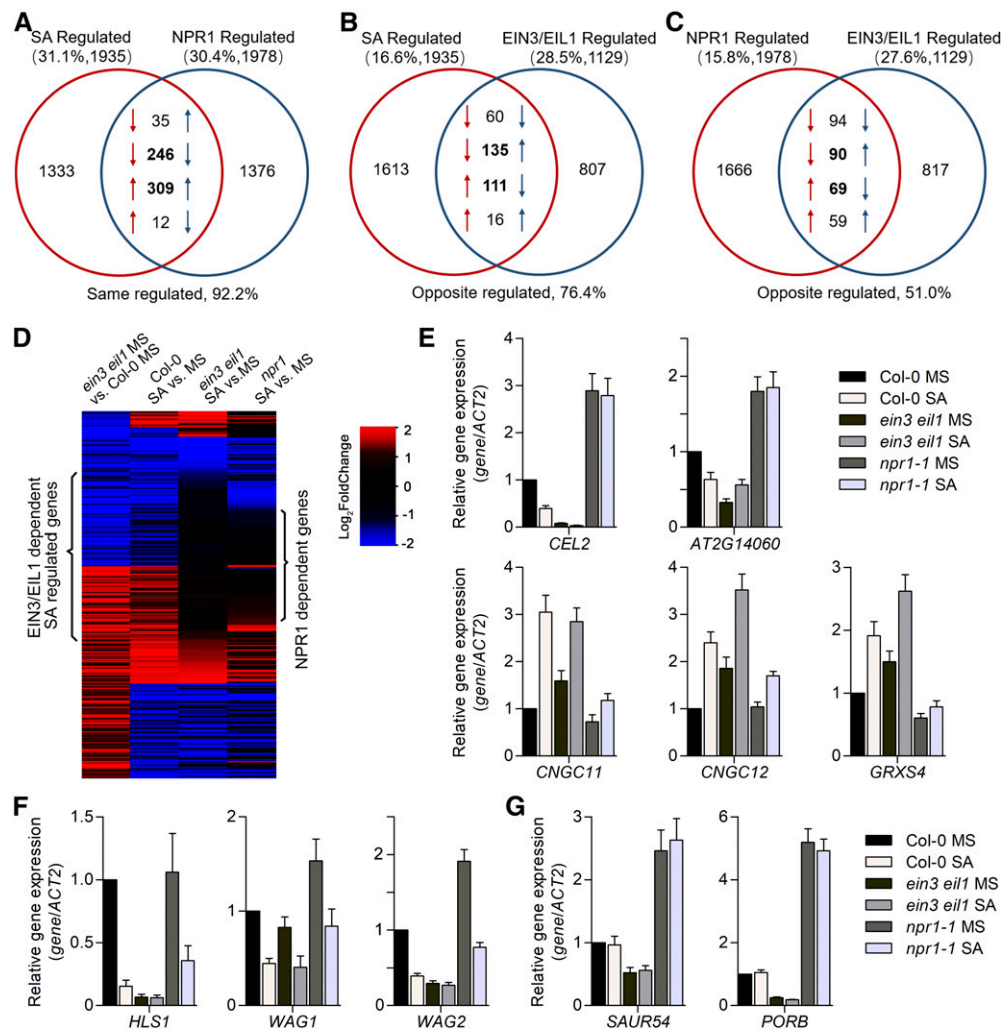 A
SA Regulated
(31.1%,1935)
NPR1 Regulated
(30.4%,1978)
1333
35
246
309
12
1376
Same regulated, 92.2%
B
SA Regulated
(16.6%,1935)
EIN3/EIL1 Regulated
(28.5%,1129)
1613
60
135
111
16
807
Opposite regulated, 76.4%
C
NPR1 Regulated
(15.8%,1978)
EIN3/EIL1 Regulated
(27.6%,1129)
1666
94
90
69
59
817
Opposite regulated, 51.0%
D
ein3 eil1 MS
vs. Col-0 MS
Col-0
SA vs. MS
ein3 eil1
SA vs.MS
npr1
SA vs. MS
EIN3/EIL1 dependent
SA regulated genes
NPR1 dependent genes
Log2FoldChange
2
1
0
-1
-2
E
Relative gene expression
(gene/ACT2)
4
3
2
1
0
CEL2
2
1
0
AT2G14060
Col-0 MS
Col-0 SA
ein3 eil1 MS
ein3 eil1 SA
npr1-1 MS
npr1-1 SA
Relative gene expression
(gene/ACT2)
4
3
2
1
0
CNGC11
4
3
2
1
0
CNGC12
3
2
1
0
GRXS4
F
Relative gene expression
(gene/ACT2)
1.5
1.0
0.5
0.0
HLS1
2
1
0
WAG1
2
1
0
WAG2
G
Relative gene expression
(gene/ACT2)
3
2
1
0
SAUR54
6
4
2
0
PORB
Col-0 MS
Col-0 SA
ein3 eil1 MS
ein3 eil1 SA
npr1-1 MS
npr1-1 SA